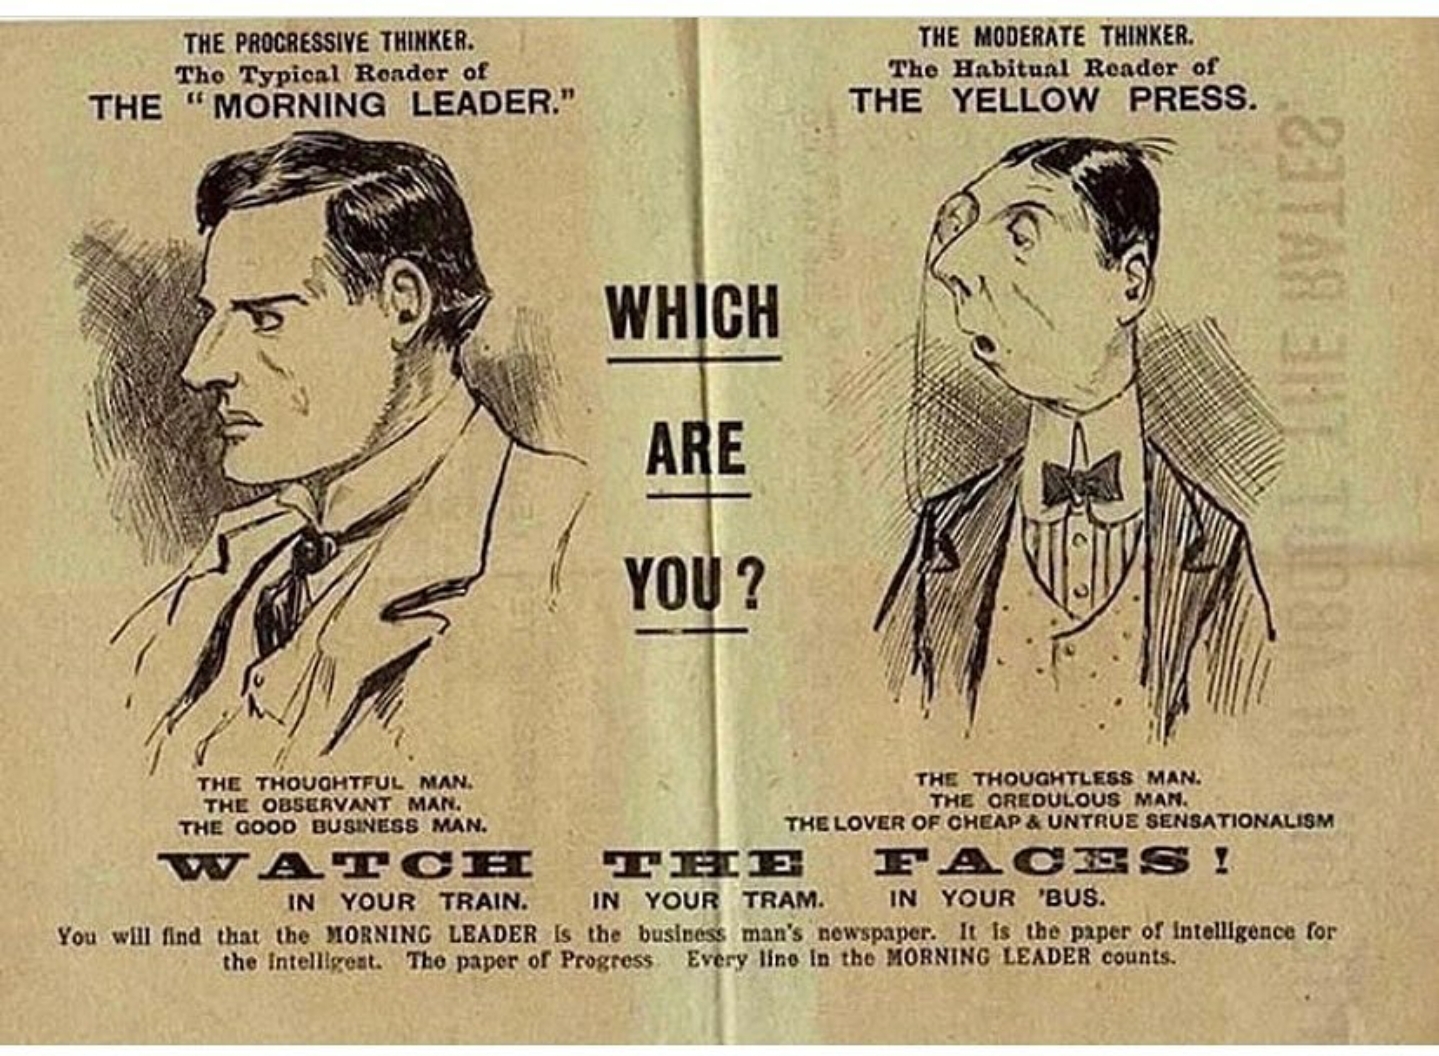 THE PROGRESSIVE THINKER.
The Typical Reader of
THE "MORNING LEADER."
THE MODERATE THINKER.
The Habitual Reader of
THE YELLOW PRESS.
WHICH
ARE
YOU?
THE THOUGHTFUL MAN.
THE OBSERVANT MAN.
THE GOOD BUSINESS MAN.
THE THOUGHTLESS MAN.
THE CREDULOUS MAN.
THE LOVER OF CHEAP & UNTRUE SENSATIONALISM
WATCH THE FACES!
IN YOUR TRAIN. IN YOUR TRAM. IN YOUR 'BUS.
You will find that the MORNING LEADER is the business man's newspaper. It is the paper of intelligence for
the intelligent. The paper of Progress Every line in the MORNING LEADER counts.
ABOUT THE RATES.